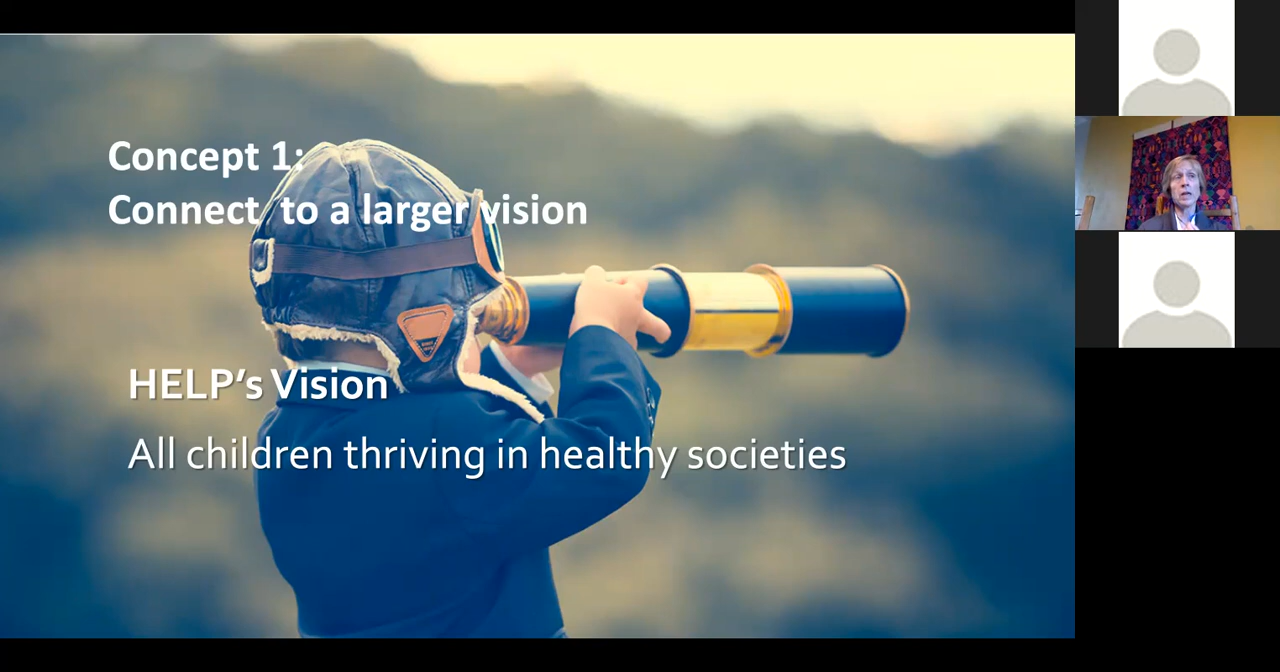 Concept 1:
Connect to a larger vision
HELP's Vision
All children thriving in healthy societies